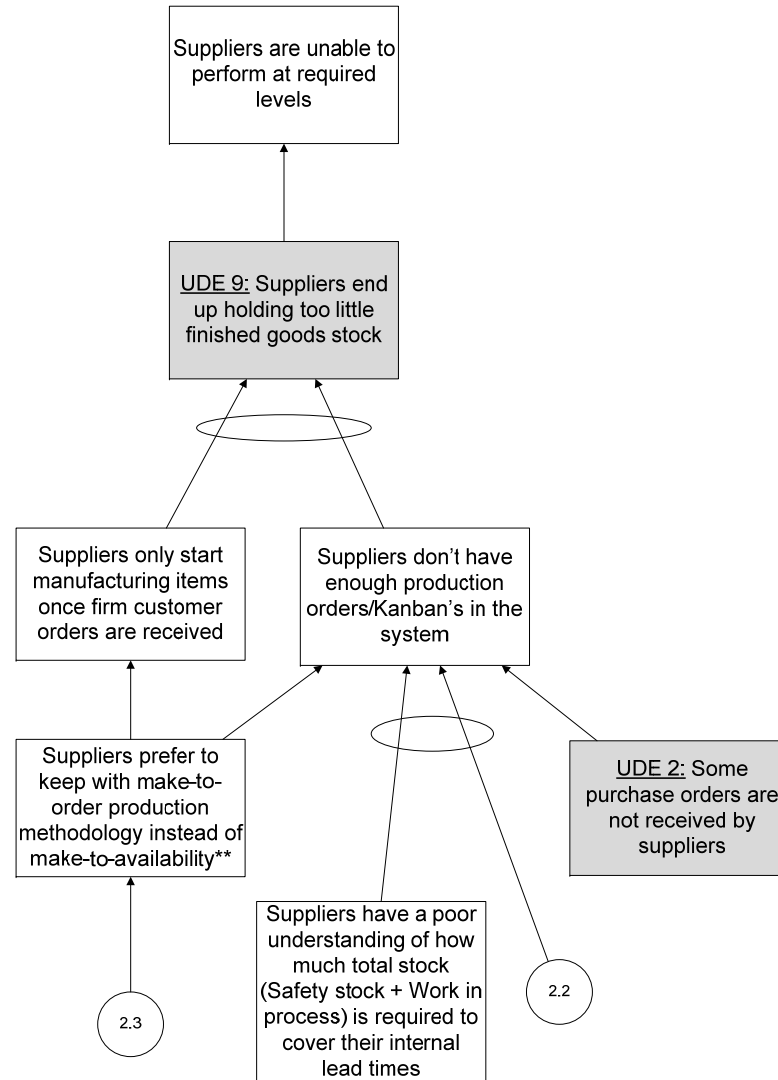 Suppliers are unable to
perform at required
levels
UDE 9: Suppliers end
up holding too little
finished goods stock
Suppliers only start
manufacturing items
once firm customer
orders are received
Suppliers don't have
enough production
orders/Kanban's in the
system
Suppliers prefer to
keep with make-to-
order production
methodology instead of
make-to-availability**
UDE 2: Some
purchase orders are
not received by
suppliers
Suppliers have a poor
understanding of how
much total stock
(Safety stock + Work in
process) is required to
cover their internal
lead times
2.2
2.3